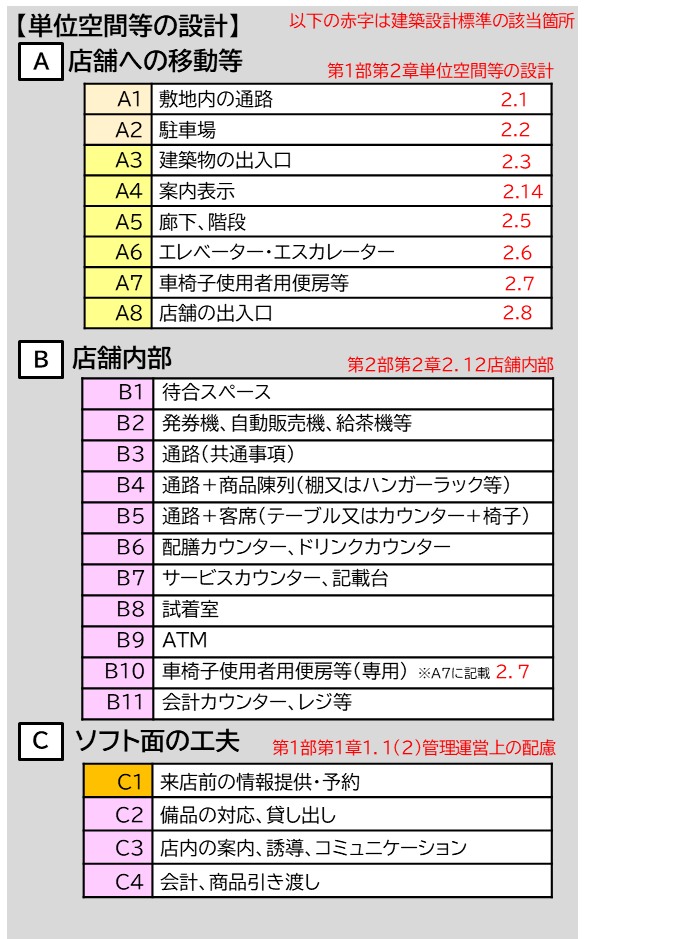 【単位空間等の設計】 以下の赤字は建築設計標準の該当箇所
A 店舗への移動等
第1部第2章単位空間等の設計
A1 敷地内の通路 2.1
A2 駐車場 2.2
A3 建築物の出入口 2.3
A4 案内表示 2.14
A5 廊下、階段 2.5
A6 エレベーター・エスカレーター 2.6
A7 車椅子使用者用便房等 2.7
A8 店舗の出入口 2.8
B 店舗内部
第2部第2章2.12店舗内部
B1 待合スペース
B2 発券機、自動販売機、給茶機等
B3 通路(共通事項)
B4 通路+商品陳列(棚又はハンガーラック等)
B5 通路+客席(テーブル又はカウンター+椅子)
B6 配膳カウンター、ドリンクカウンター
B7 サービスカウンター、記載台
B8 試着室
B9 ATM
B10 車椅子使用者用便房等(専用) ※A7に記載 2.7
B11 会計カウンター、レジ等
C ソフト面の工夫
第1部第1章1.1(2)管理運営上の配慮
C1 来店前の情報提供・予約
C2 備品の対応、貸し出し
C3 店内の案内、誘導、コミュニケーション
C4 会計、商品引き渡し